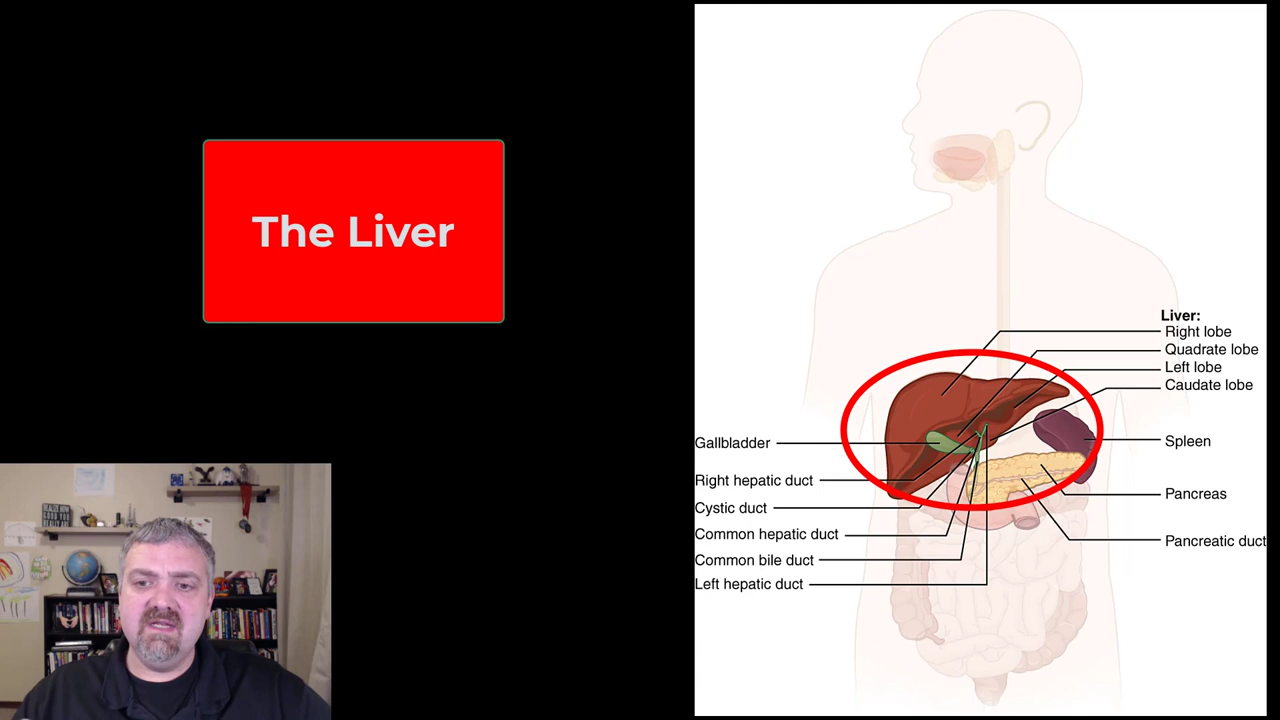 The Liver
Liver:
Right lobe
Quadrate lobe
Left lobe
Caudate lobe
Gallbladder
Spleen
Right hepatic duct
Pancreas
Cystic duct
Common hepatic duct
Pancreatic duct
Common bile duct
Left hepatic duct